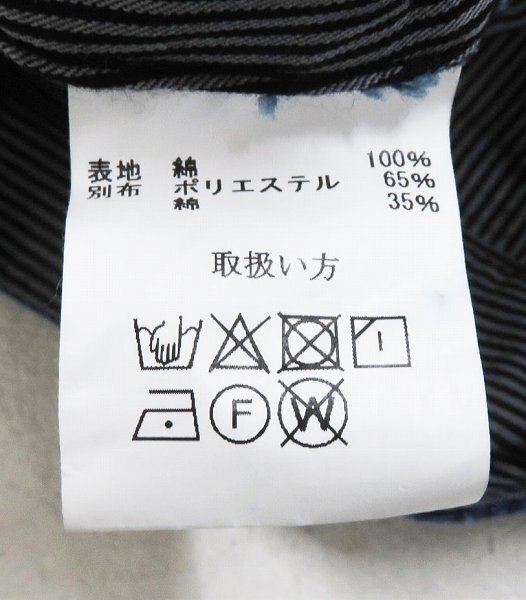 表地 綿 100%
別布 ポリエステル 65%
綿 35%
取扱い方
F W